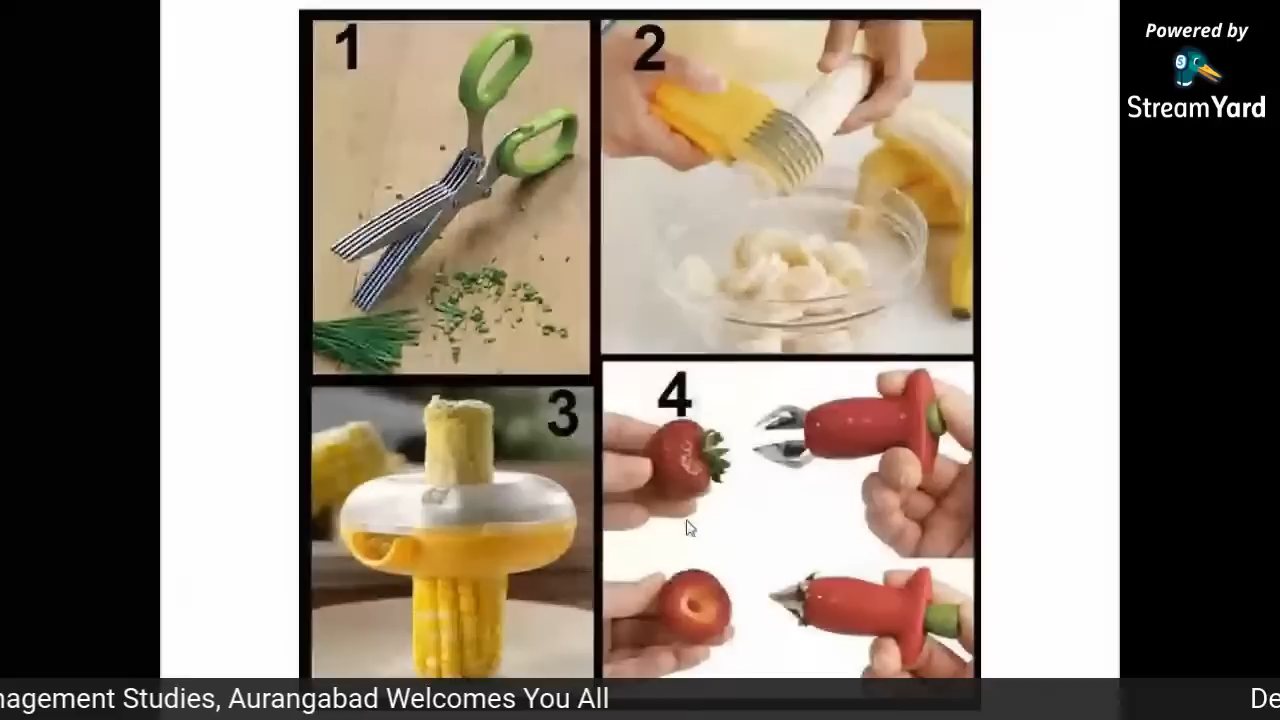 1
2
3
4
Powered by
StreamYard
nagement Studies, Aurangabad Welcomes You All
De